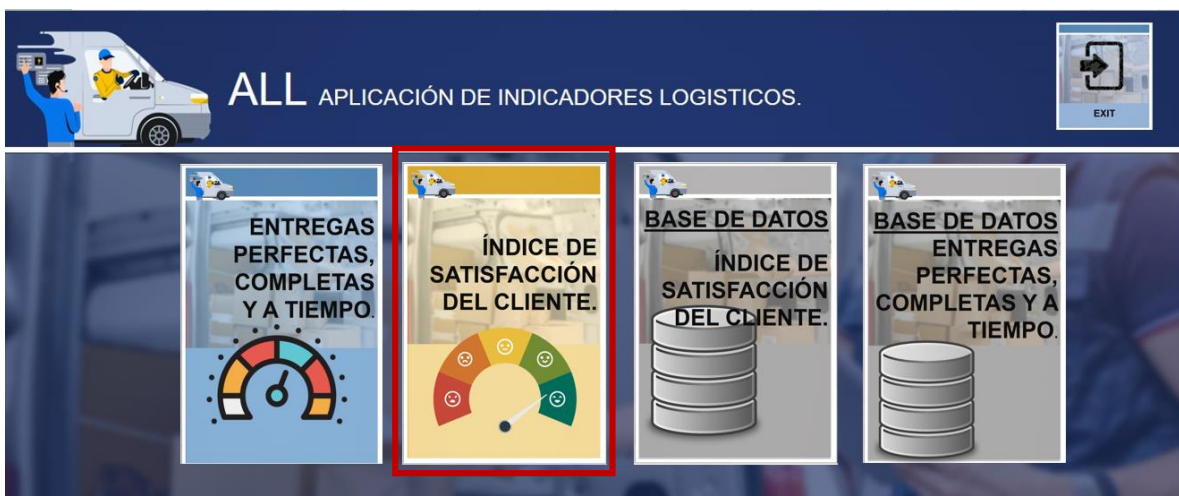 ALL APLICACIÓN DE INDICADORES LOGISTICOS.
EXIT
ENTREGAS
PERFECTAS,
COMPLETAS
Y A TIEMPO.
ÍNDICE DE
SATISFACCIÓN
DEL CLIENTE.
BASE DE DATOS
ÍNDICE DE
SATISFACCIÓN
DEL CLIENTE.
BASE DE DATOS
ENTREGAS
PERFECTAS,
COMPLETAS Y A
TIEMPO.